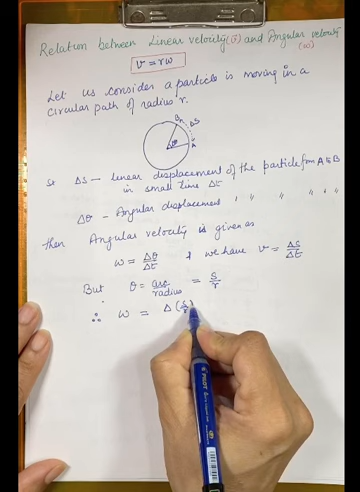 Relation between Linear velocity (v⃗) and Angular velocity (ω)
v = rω
Let us consider a particle is moving in a
circular path of radius r.
B
ΔS
r
Δθ
A
ΔS — linear displacement of the particle from A to B
in small time Δt
Δθ - Angular displacement " " " " "
then Angular velocity is given as
ω = Δθ/Δt & we have v = ΔS/Δt
But θ = arc/radius = S/r
∴ ω = Δ(S/r)
PILOT